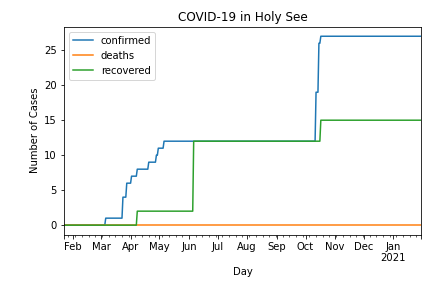 COVID-19 in Holy See
confirmed
deaths
recovered
Number of Cases
25
20
15
10
5
0
Feb Mar Apr May Jun Jul Aug Sep Oct Nov Dec Jan
2021
Day